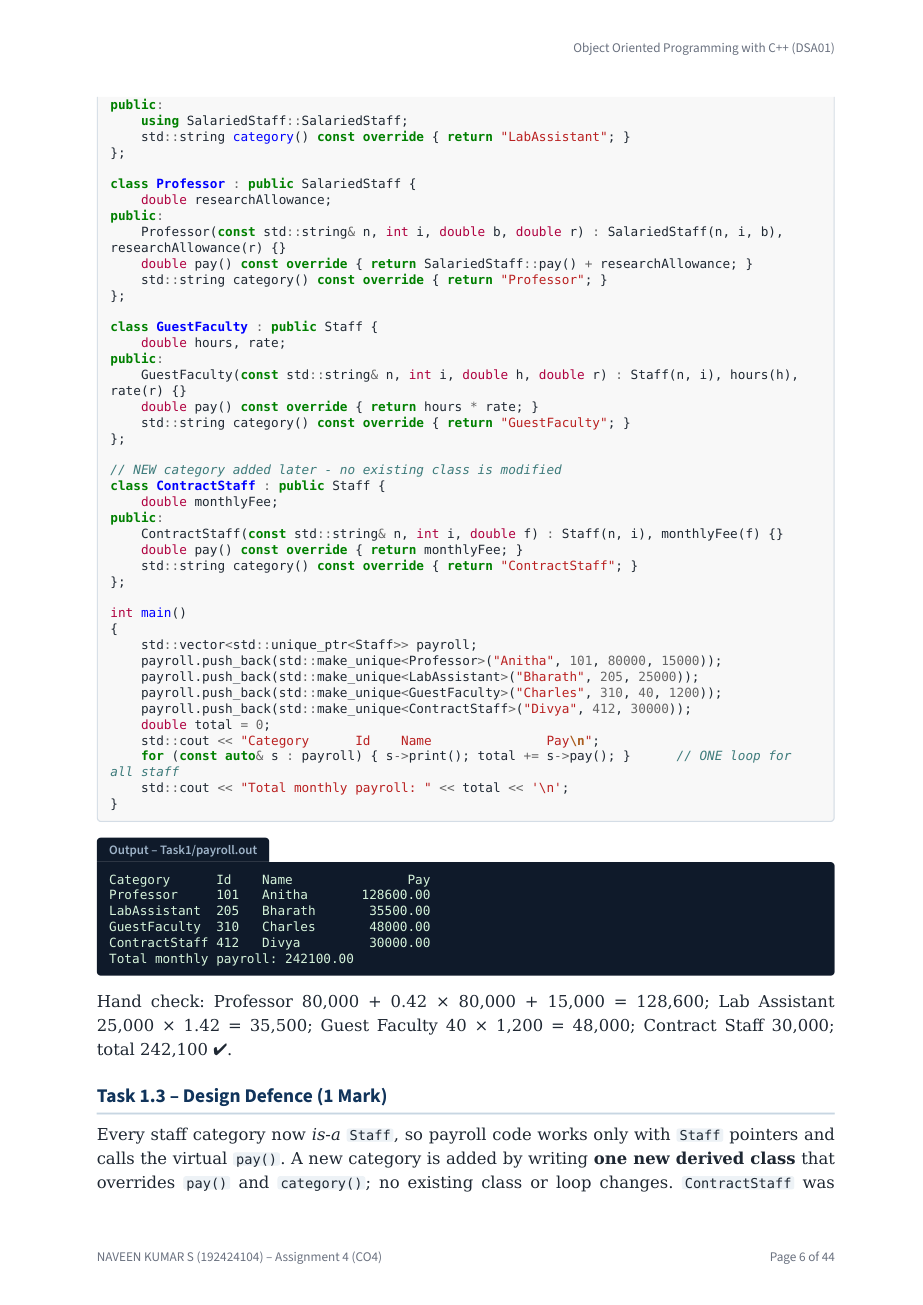 Object Oriented Programming with C++ (DSA01)
public:
    using SalariedStaff::SalariedStaff;
    std::string category() const override { return "LabAssistant"; }
};

class Professor : public SalariedStaff {
    double researchAllowance;
public:
    Professor(const std::string& n, int i, double b, double r) : SalariedStaff(n, i, b),
researchAllowance(r) {}
    double pay() const override { return SalariedStaff::pay() + researchAllowance; }
    std::string category() const override { return "Professor"; }
};

class GuestFaculty : public Staff {
    double hours, rate;
public:
    GuestFaculty(const std::string& n, int i, double h, double r) : Staff(n, i), hours(h),
rate(r) {}
    double pay() const override { return hours * rate; }
    std::string category() const override { return "GuestFaculty"; }
};

// NEW category added later - no existing class is modified
class ContractStaff : public Staff {
    double monthlyFee;
public:
    ContractStaff(const std::string& n, int i, double f) : Staff(n, i), monthlyFee(f) {}
    double pay() const override { return monthlyFee; }
    std::string category() const override { return "ContractStaff"; }
};

int main()
{
    std::vector<std::unique_ptr<Staff>> payroll;
    payroll.push_back(std::make_unique<Professor>("Anitha", 101, 80000, 15000));
    payroll.push_back(std::make_unique<LabAssistant>("Bharath", 205, 25000));
    payroll.push_back(std::make_unique<GuestFaculty>("Charles", 310, 40, 1200));
    payroll.push_back(std::make_unique<ContractStaff>("Divya", 412, 30000));
    double total = 0;
    std::cout << "Category      Id    Name               Pay\n";
    for (const auto& s : payroll) { s->print(); total += s->pay(); }      // ONE loop for
all staff
    std::cout << "Total monthly payroll: " << total << '\n';
}
Output – Task1/payroll.out
Category      Id    Name               Pay
Professor     101   Anitha       128600.00
LabAssistant  205   Bharath       35500.00
GuestFaculty  310   Charles       48000.00
ContractStaff 412   Divya         30000.00
Total monthly payroll: 242100.00
Hand check: Professor 80,000 + 0.42 × 80,000 + 15,000 = 128,600; Lab Assistant
25,000 × 1.42 = 35,500; Guest Faculty 40 × 1,200 = 48,000; Contract Staff 30,000;
total 242,100 ✔.
Task 1.3 – Design Defence (1 Mark)
Every staff category now is-a Staff, so payroll code works only with Staff pointers and
calls the virtual pay(). A new category is added by writing one new derived class that
overrides pay() and category(); no existing class or loop changes. ContractStaff was
NAVEEN KUMAR S (192424104) – Assignment 4 (CO4)
Page 6 of 44